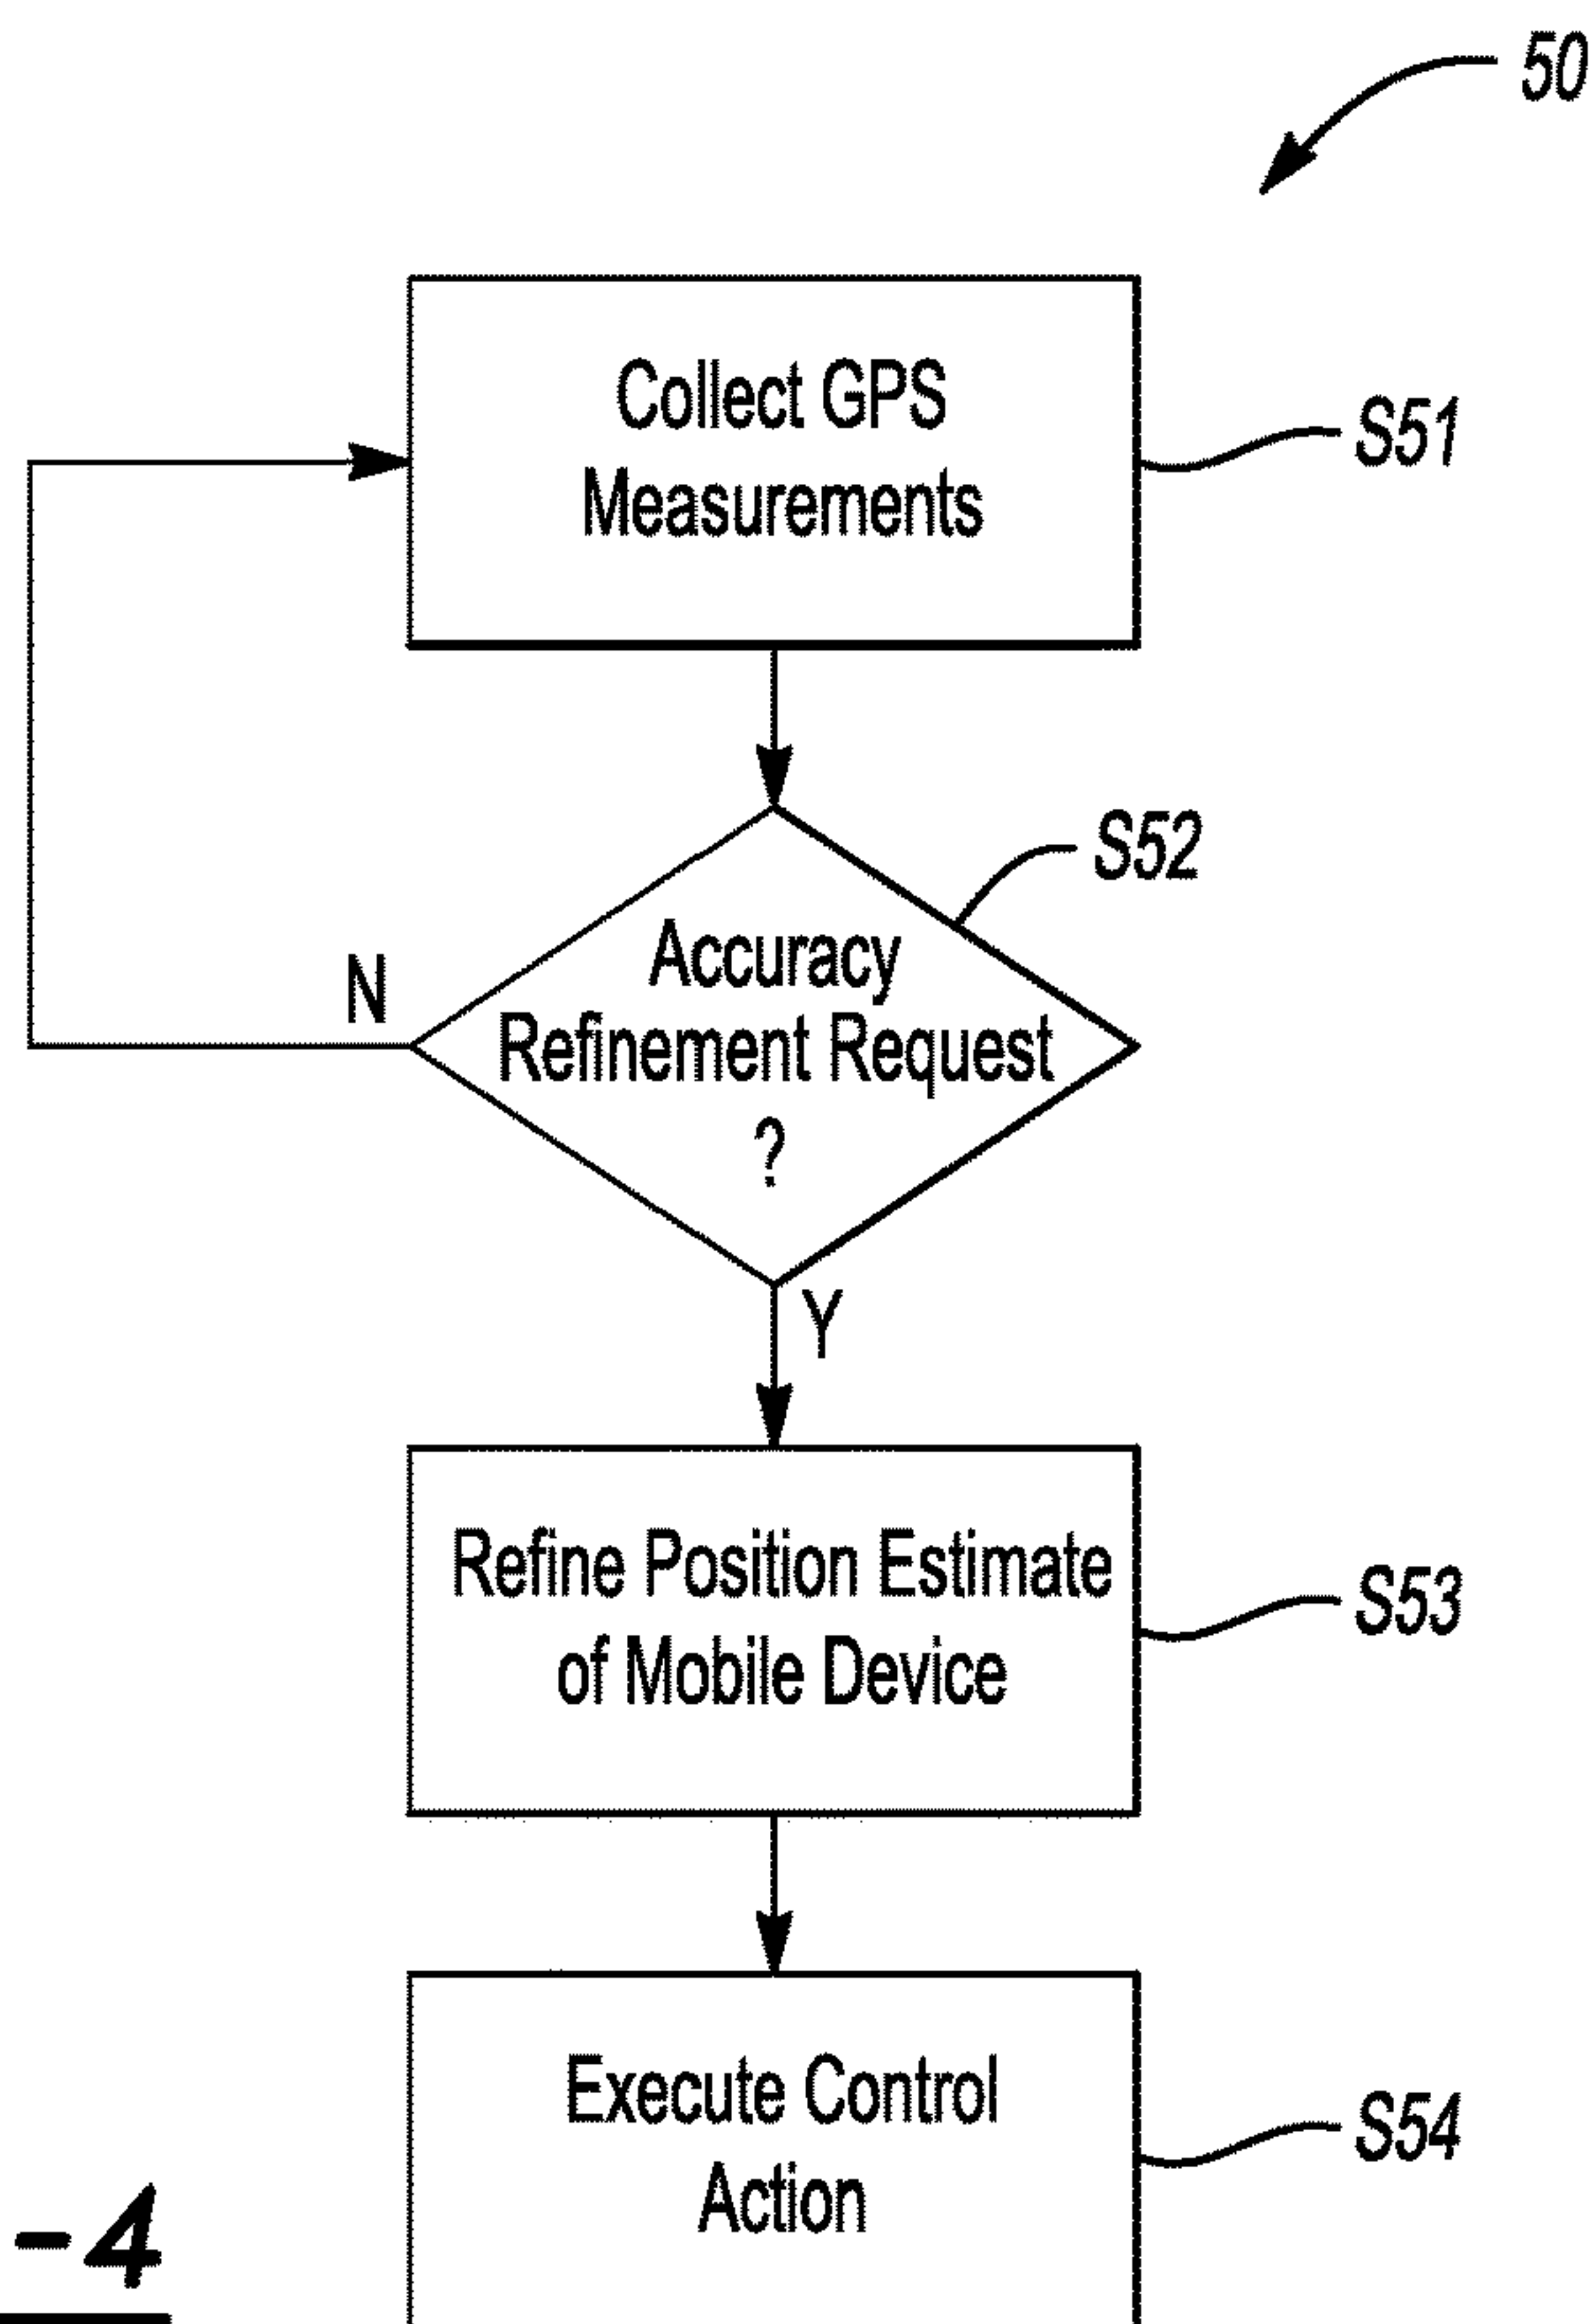 50
Collect GPS
Measurements
S51
S52
Accuracy
Refinement Request
?
N
Y
Refine Position Estimate
of Mobile Device
S53
Execute Control
Action
S54
-4